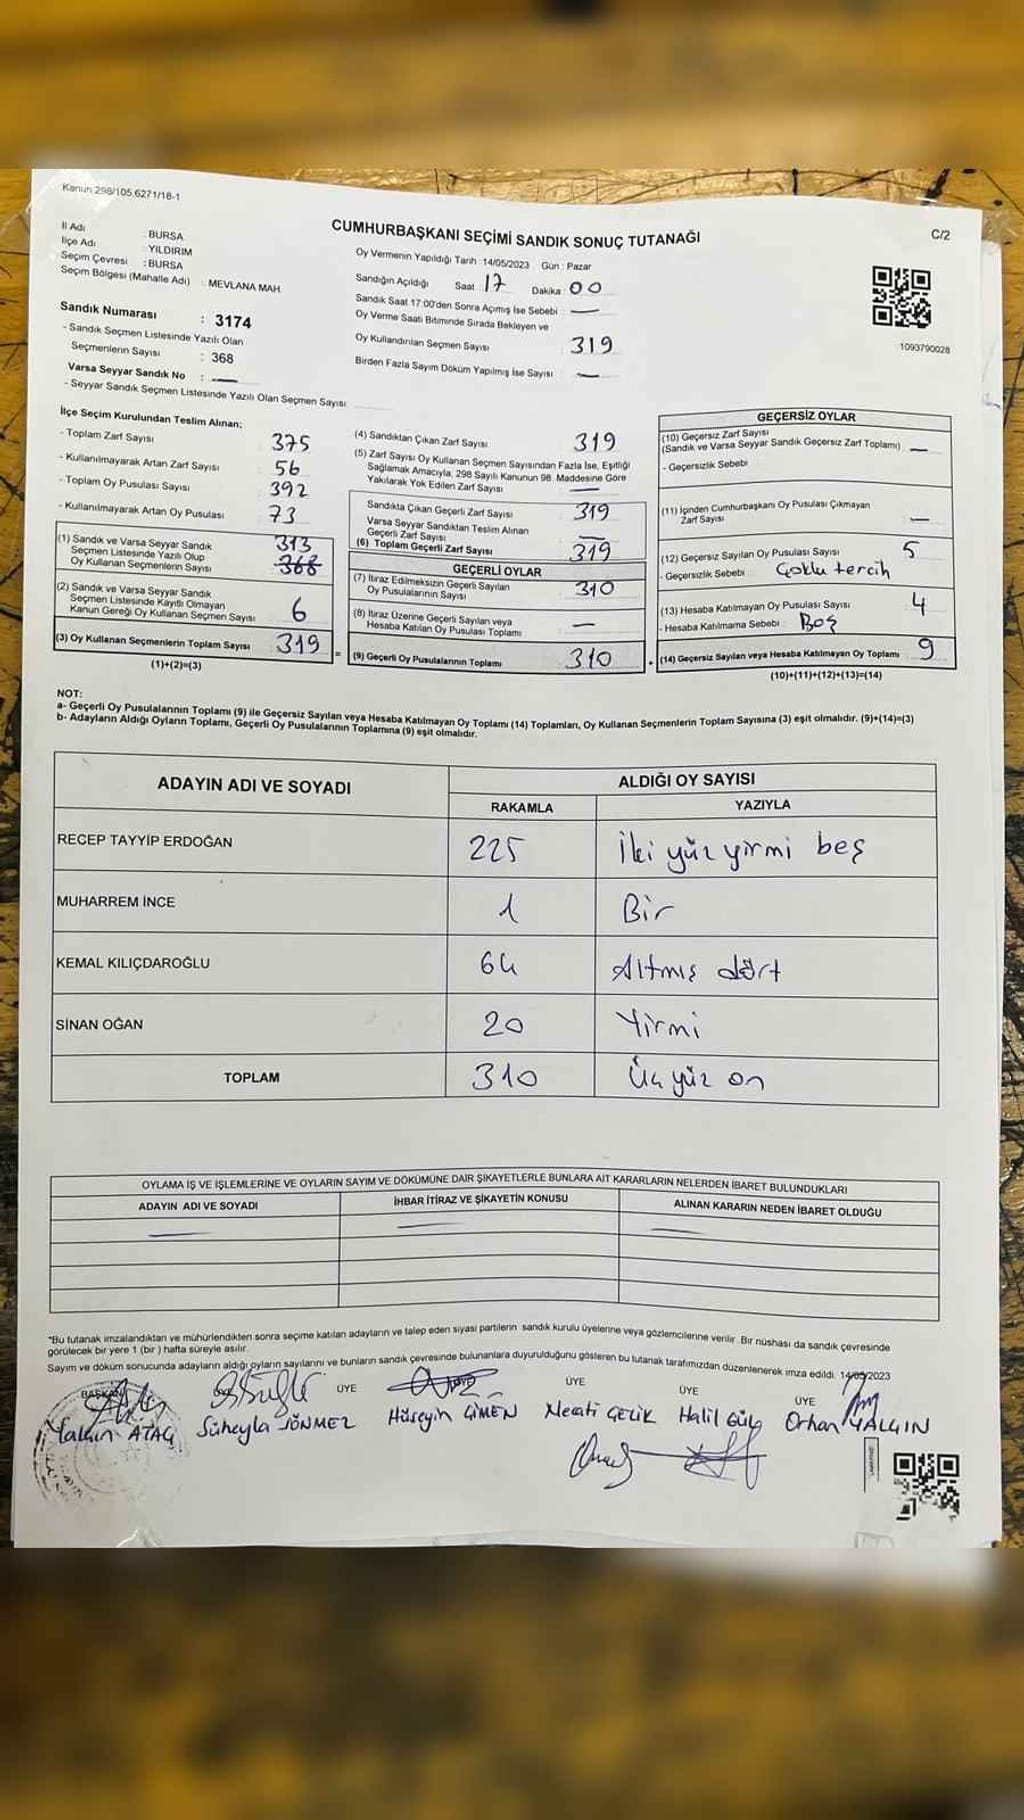 Kanun 298/105,6271/18-1
CUMHURBAŞKANI SEÇİMİ SANDIK SONUÇ TUTANAĞI
C/2
İl Adı : BURSA
İlçe Adı : YILDIRIM
Seçim Çevresi : BURSA
Seçim Bölgesi (Mahalle Adı) : MEVLANA MAH.
Sandık Numarası : 3174
- Sandık Seçmen Listesinde Yazılı Olan
Seçmenlerin Sayısı : 368
Varsa Seyyar Sandık No : —
- Seyyar Sandık Seçmen Listesinde Yazılı Olan Seçmen Sayısı
Oy Vermenin Yapıldığı Tarih : 14/05/2023 Gün : Pazar
Sandığın Açıldığı Saat 17 Dakika : 00
Sandık Saat 17:00'den Sonra Açımış İse Sebebi : —
Oy Verme Saati Bitiminde Sırada Bekleyen ve
Oy Kullandırılan Seçmen Sayısı 319
Birden Fazla Sayım Döküm Yapılmış İse Sayısı —
1093790028
İlçe Seçim Kurulundan Teslim Alınan;
- Toplam Zarf Sayısı : 375
- Kullanılmayarak Artan Zarf Sayısı : 56
- Toplam Oy Pusulası Sayısı : 392
- Kullanılmayarak Artan Oy Pusulası : 73
(1) Sandık ve Varsa Seyyar Sandık
Seçmen Listesinde Yazılı Olup
Oy Kullanan Seçmenlerin Sayısı 313 368
(2) Sandık ve Varsa Seyyar Sandık
Seçmen Listesinde Kayıtlı Olmayan
Kanun Gereği Oy Kullanan Seçmen Sayısı 6
(3) Oy Kullanan Seçmenlerin Toplam Sayısı 319
(1)+(2)=(3)
(4) Sandıktan Çıkan Zarf Sayısı 319
(5) Zarf Sayısı Oy Kullanan Seçmen Sayısından Fazla İse, Eşitliği
Sağlamak Amacıyla, 298 Sayılı Kanunun 98. Maddesine Göre
Yakılarak Yok Edilen Zarf Sayısı —
Sandıkta Çıkan Geçerli Zarf Sayısı 319
Varsa Seyyar Sandıktan Teslim Alınan
Geçerli Zarf Sayısı —
(6) Toplam Geçerli Zarf Sayısı 319
GEÇERLİ OYLAR
(7) İtiraz Edilmeksizin Geçerli Sayılan
Oy Pusulalarının Sayısı 310
(8) İtiraz Üzerine Geçerli Sayılan veya
Hesaba Katılan Oy Pusulası Toplamı —
(9) Geçerli Oy Pusulalarının Toplamı 310
GEÇERSİZ OYLAR
(10) Geçersiz Zarf Sayısı
(Sandık ve Varsa Seyyar Sandık Geçersiz Zarf Toplamı) —
- Geçersizlik Sebebi
(11) İçinden Cumhurbaşkanı Oy Pusulası Çıkmayan
Zarf Sayısı —
(12) Geçersiz Sayılan Oy Pusulası Sayısı 5
- Geçersizlik Sebebi Çoklu tercih
(13) Hesaba Katılmayan Oy Pusulası Sayısı 4
- Hesaba Katılmama Sebebi : Boş
(14) Geçersiz Sayılan veya Hesaba Katılmayan Oy Toplamı 9
(10)+(11)+(12)+(13)=(14)
NOT:
a- Geçerli Oy Pusulalarının Toplamı (9) ile Geçersiz Sayılan veya Hesaba Katılmayan Oy Toplamı (14) Toplamları, Oy Kullanan Seçmenlerin Toplam Sayısına (3) eşit olmalıdır. (9)+(14)=(3)
b- Adayların Aldığı Oyların Toplamı, Geçerli Oy Pusulalarının Toplamına (9) eşit olmalıdır.
ADAYIN ADI VE SOYADI ALDIĞI OY SAYISI
RAKAMLA YAZIYLA
RECEP TAYYİP ERDOĞAN 225 İki yüz yirmi beş
MUHARREM İNCE 1 Bir
KEMAL KILIÇDAROĞLU 64 Altmış dört
SİNAN OĞAN 20 Yirmi
TOPLAM 310 Üç yüz on
OYLAMA İŞ VE İŞLEMLERİNE VE OYLARIN SAYIM VE DÖKÜMÜNE DAİR ŞİKAYETLERLE BUNLARA AİT KARARLARIN NELERDEN İBARET BULUNDUKLARI
ADAYIN ADI VE SOYADI İHBAR İTİRAZ VE ŞİKAYETİN KONUSU ALINAN KARARIN NEDEN İBARET OLDUĞU
*Bu tutanak imzalandıktan ve mühürlendikten sonra seçime katılan adayların ve talep eden siyasi partilerin sandık kurulu üyelerine veya gözlemcilerine verilir. Bir nüshası da sandık çevresinde
görülecek bir yere 1 (bir) hafta süreyle asılır.
Sayım ve döküm sonucunda adayların aldığı oyların sayılarını ve bunların sandık çevresinde bulunanlara duyurulduğunu gösteren bu tutanak tarafımızdan düzenlenerek imza edildi. 14/05/2023
BAŞKAN ÜYE ÜYE ÜYE ÜYE
Yalçın ATAÇ Süheyla SÖNMEZ Hüseyin ÇİMEN Necati ÇELİK Halil GÜÇ Orhan YALÇIN